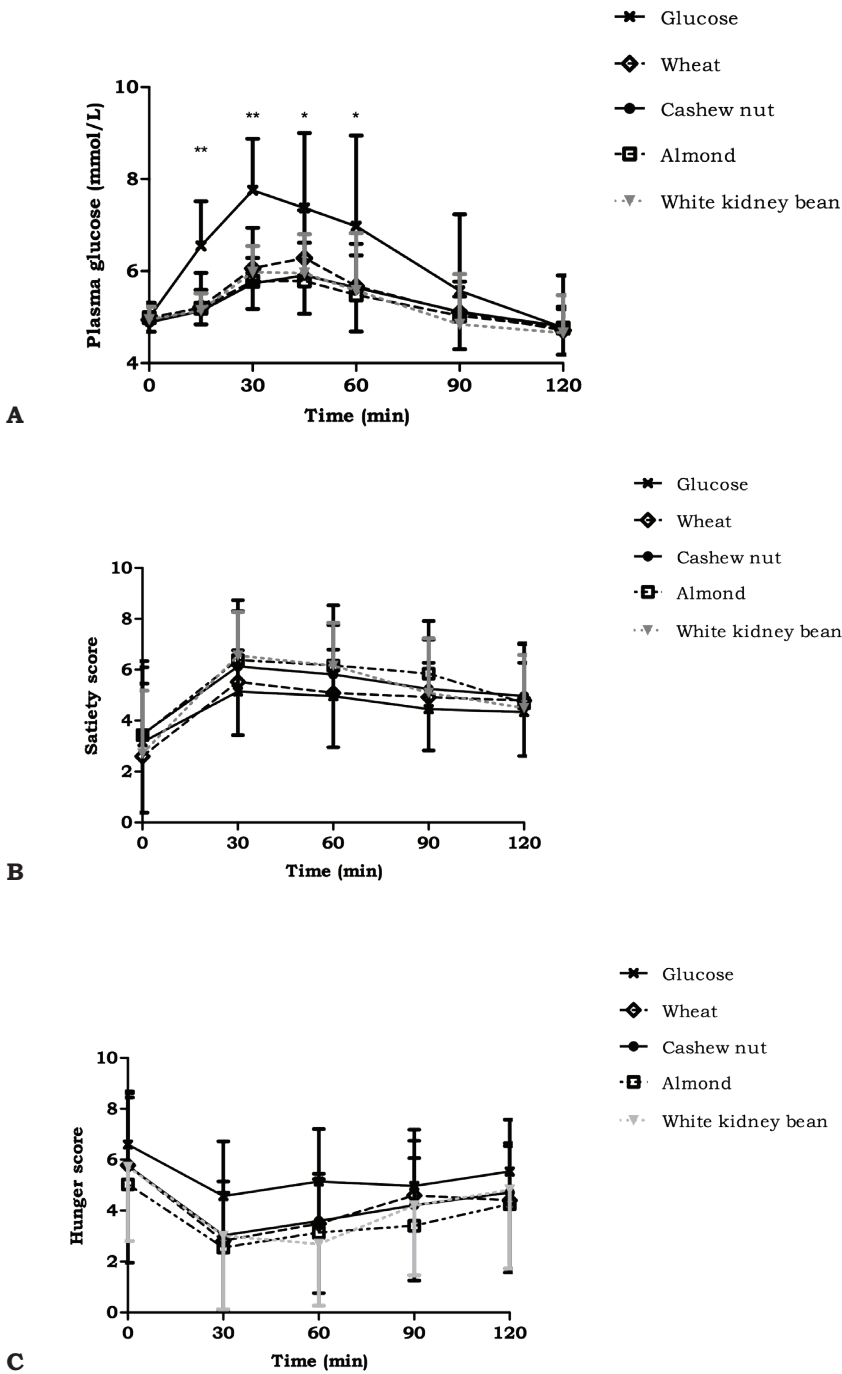 Glucose
Wheat
Cashew nut
Almond
White kidney bean
10
8
6
4
** ** * *
Plasma glucose (mmol/L)
0 30 60 90 120
Time (min)
A
Glucose
Wheat
Cashew nut
Almond
White kidney bean
10
8
6
4
2
0
Satiety score
0 30 60 90 120
Time (min)
B
Glucose
Wheat
Cashew nut
Almond
White kidney bean
10
8
6
4
2
0
Hunger score
0 30 60 90 120
Time (min)
C